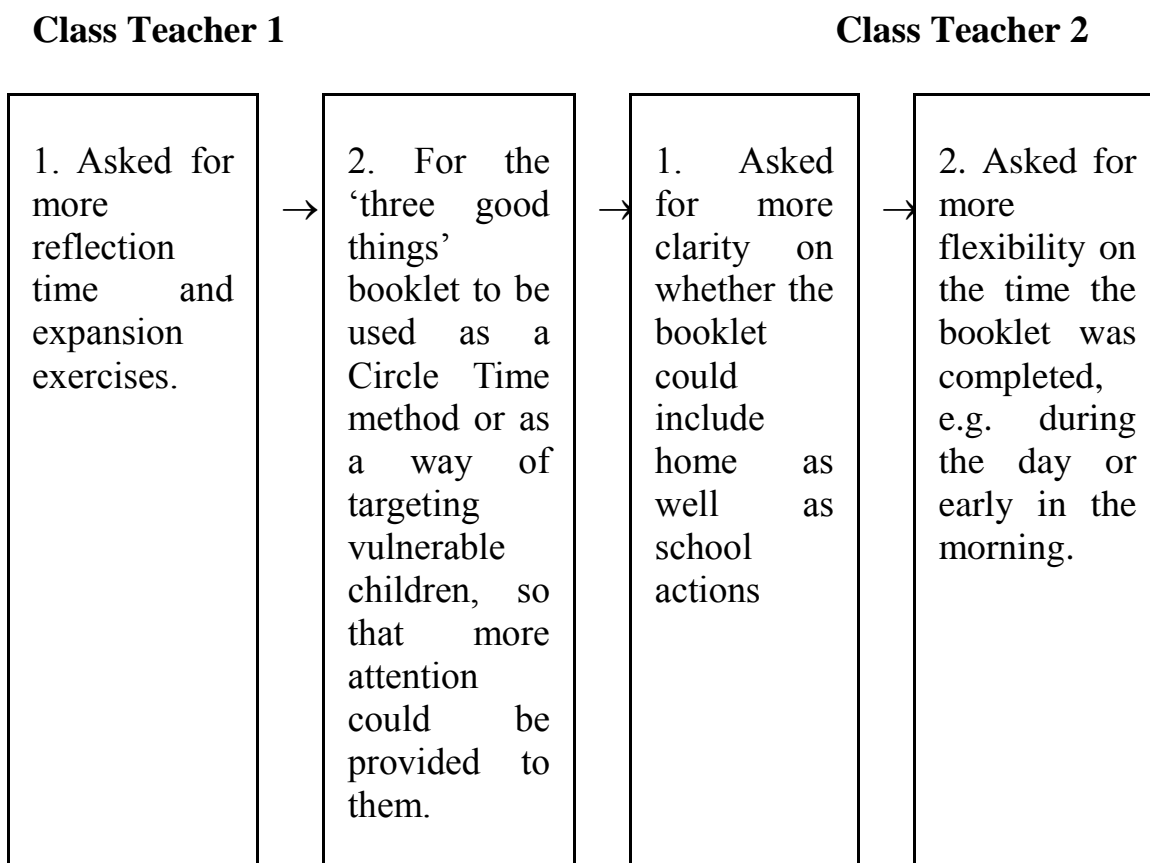 Class Teacher 1
Class Teacher 2
1. Asked for
more
reflection
time and
expansion
exercises.
→
2. For the
‘three good
things’
booklet to be
used as a
Circle Time
method or as
a way of
targeting
vulnerable
children, so
that more
attention
could be
provided to
them.
→
1. Asked
for more
clarity on
whether the
booklet
could
include
home as
well as
school
actions
→
2. Asked for
more
flexibility on
the time the
booklet was
completed,
e.g. during
the day or
early in the
morning.